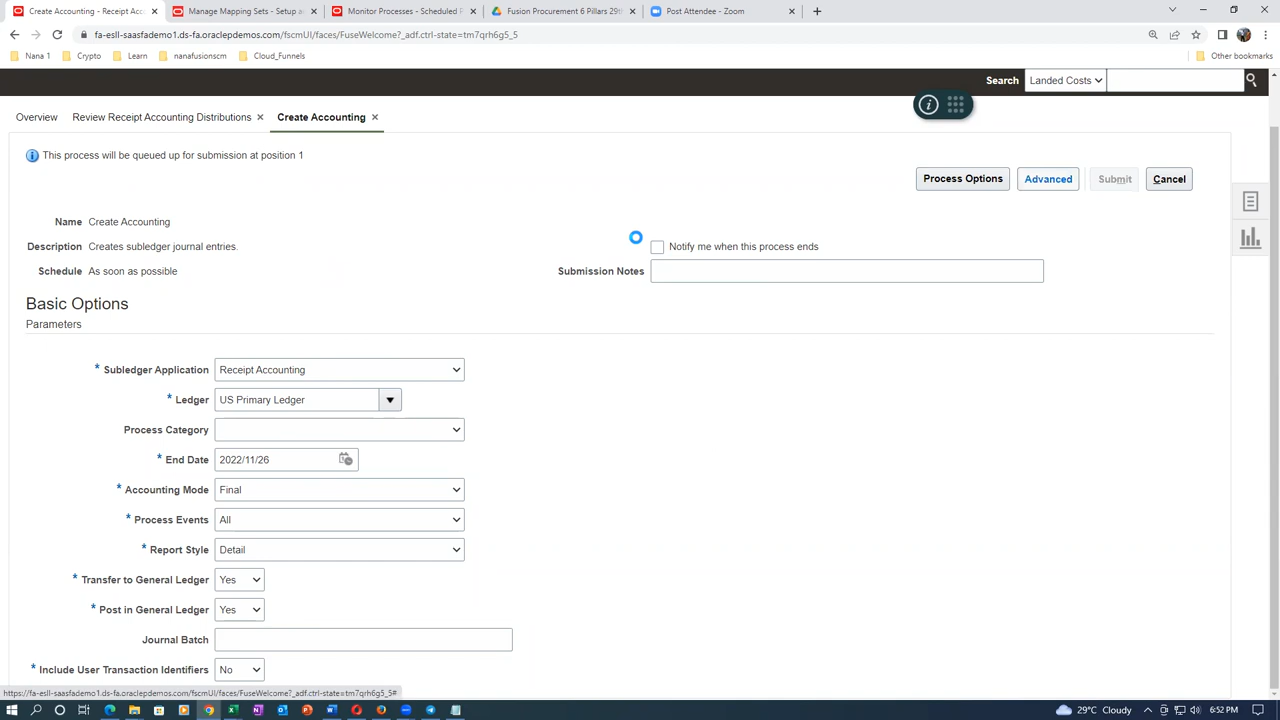 Create Accounting - Receipt Acc
Manage Mapping Sets - Setup a
Monitor Processes - Scheduled P
Fusion Procurement 6 Pillars 29th
Post Attendee - Zoom
fa-esll-saasfademo1.ds-fa.oraclepdemos.com/fscmUI/faces/FuseWelcome?_adf.ctrl-state=tm7qrh6g5_5
Nana 1
Crypto
Learn
nanafusionscm
Cloud_Funnels
Other bookmarks
Search
Landed Costs
Overview
Review Receipt Accounting Distributions
Create Accounting
This process will be queued up for submission at position 1
Process Options
Advanced
Submit
Cancel
Name Create Accounting
Description Creates subledger journal entries.
Notify me when this process ends
Schedule As soon as possible
Submission Notes
Basic Options
Parameters
* Subledger Application Receipt Accounting
* Ledger US Primary Ledger
Process Category
* End Date 2022/11/26
* Accounting Mode Final
* Process Events All
* Report Style Detail
* Transfer to General Ledger Yes
* Post in General Ledger Yes
Journal Batch
* Include User Transaction Identifiers No
https://fa-esll-saasfademo1.ds-fa.oraclepdemos.com/fscmUI/faces/FuseWelcome?_adf.ctrl-state=tm7qrh6g5_5#
29°C Cloudy
6:52 PM